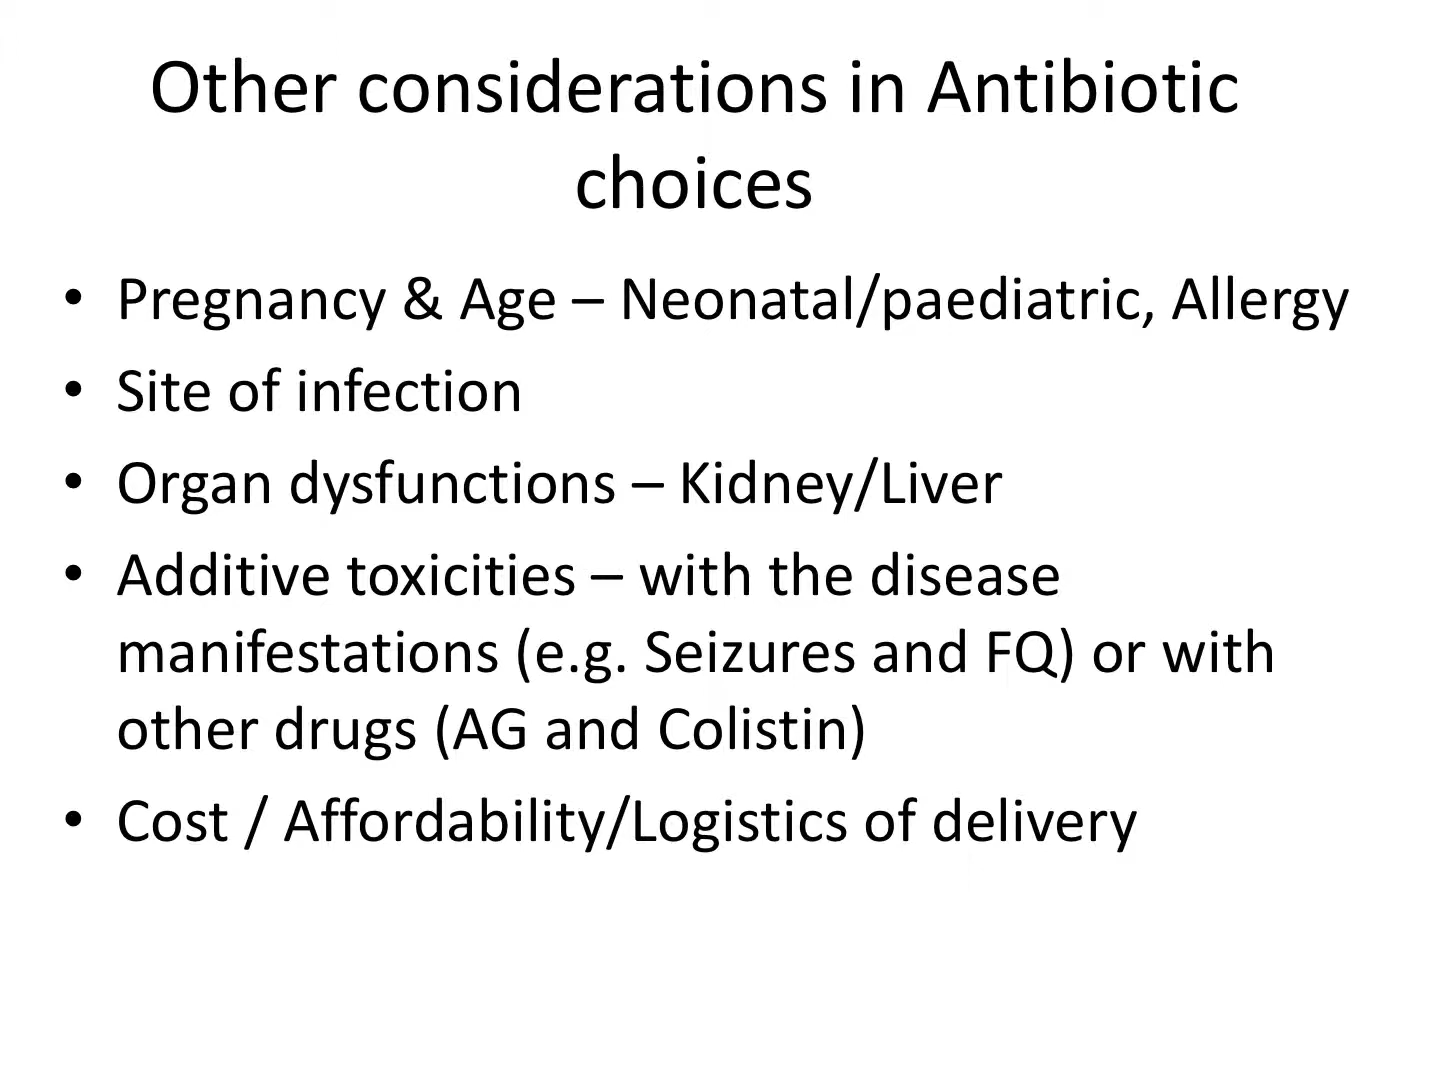 Other considerations in Antibiotic
choices
• Pregnancy & Age – Neonatal/paediatric, Allergy
• Site of infection
• Organ dysfunctions – Kidney/Liver
• Additive toxicities – with the disease
manifestations (e.g. Seizures and FQ) or with
other drugs (AG and Colistin)
• Cost / Affordability/Logistics of delivery